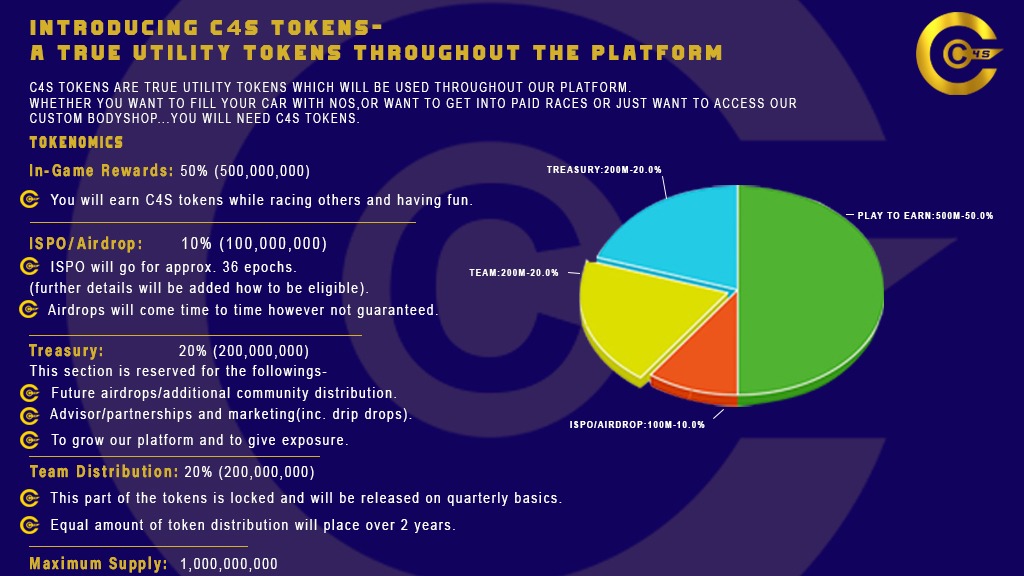 INTRODUCING C4S TOKENS-
A TRUE UTILITY TOKENS THROUGHOUT THE PLATFORM
C4S
C4S TOKENS ARE TRUE UTILITY TOKENS WHICH WILL BE USED THROUGHOUT OUR PLATFORM.
WHETHER YOU WANT TO FILL YOUR CAR WITH NOS,OR WANT TO GET INTO PAID RACES OR JUST WANT TO ACCESS OUR
CUSTOM BODYSHOP...YOU WILL NEED C4S TOKENS.
TOKENOMICS
In-Game Rewards: 50% (500,000,000)
You will earn C4S tokens while racing others and having fun.
ISPO/Airdrop: 10% (100,000,000)
ISPO will go for approx. 36 epochs.
(further details will be added how to be eligible).
Airdrops will come time to time however not guaranteed.
Treasury: 20% (200,000,000)
This section is reserved for the followings-
Future airdrops/additional community distribution.
Advisor/partnerships and marketing(inc. drip drops).
To grow our platform and to give exposure.
Team Distribution: 20% (200,000,000)
This part of the tokens is locked and will be released on quarterly basics.
Equal amount of token distribution will place over 2 years.
Maximum Supply: 1,000,000,000
TREASURY:200M-20.0%
PLAY TO EARN:500M-50.0%
TEAM:200M-20.0%
ISPO/AIRDROP:100M-10.0%